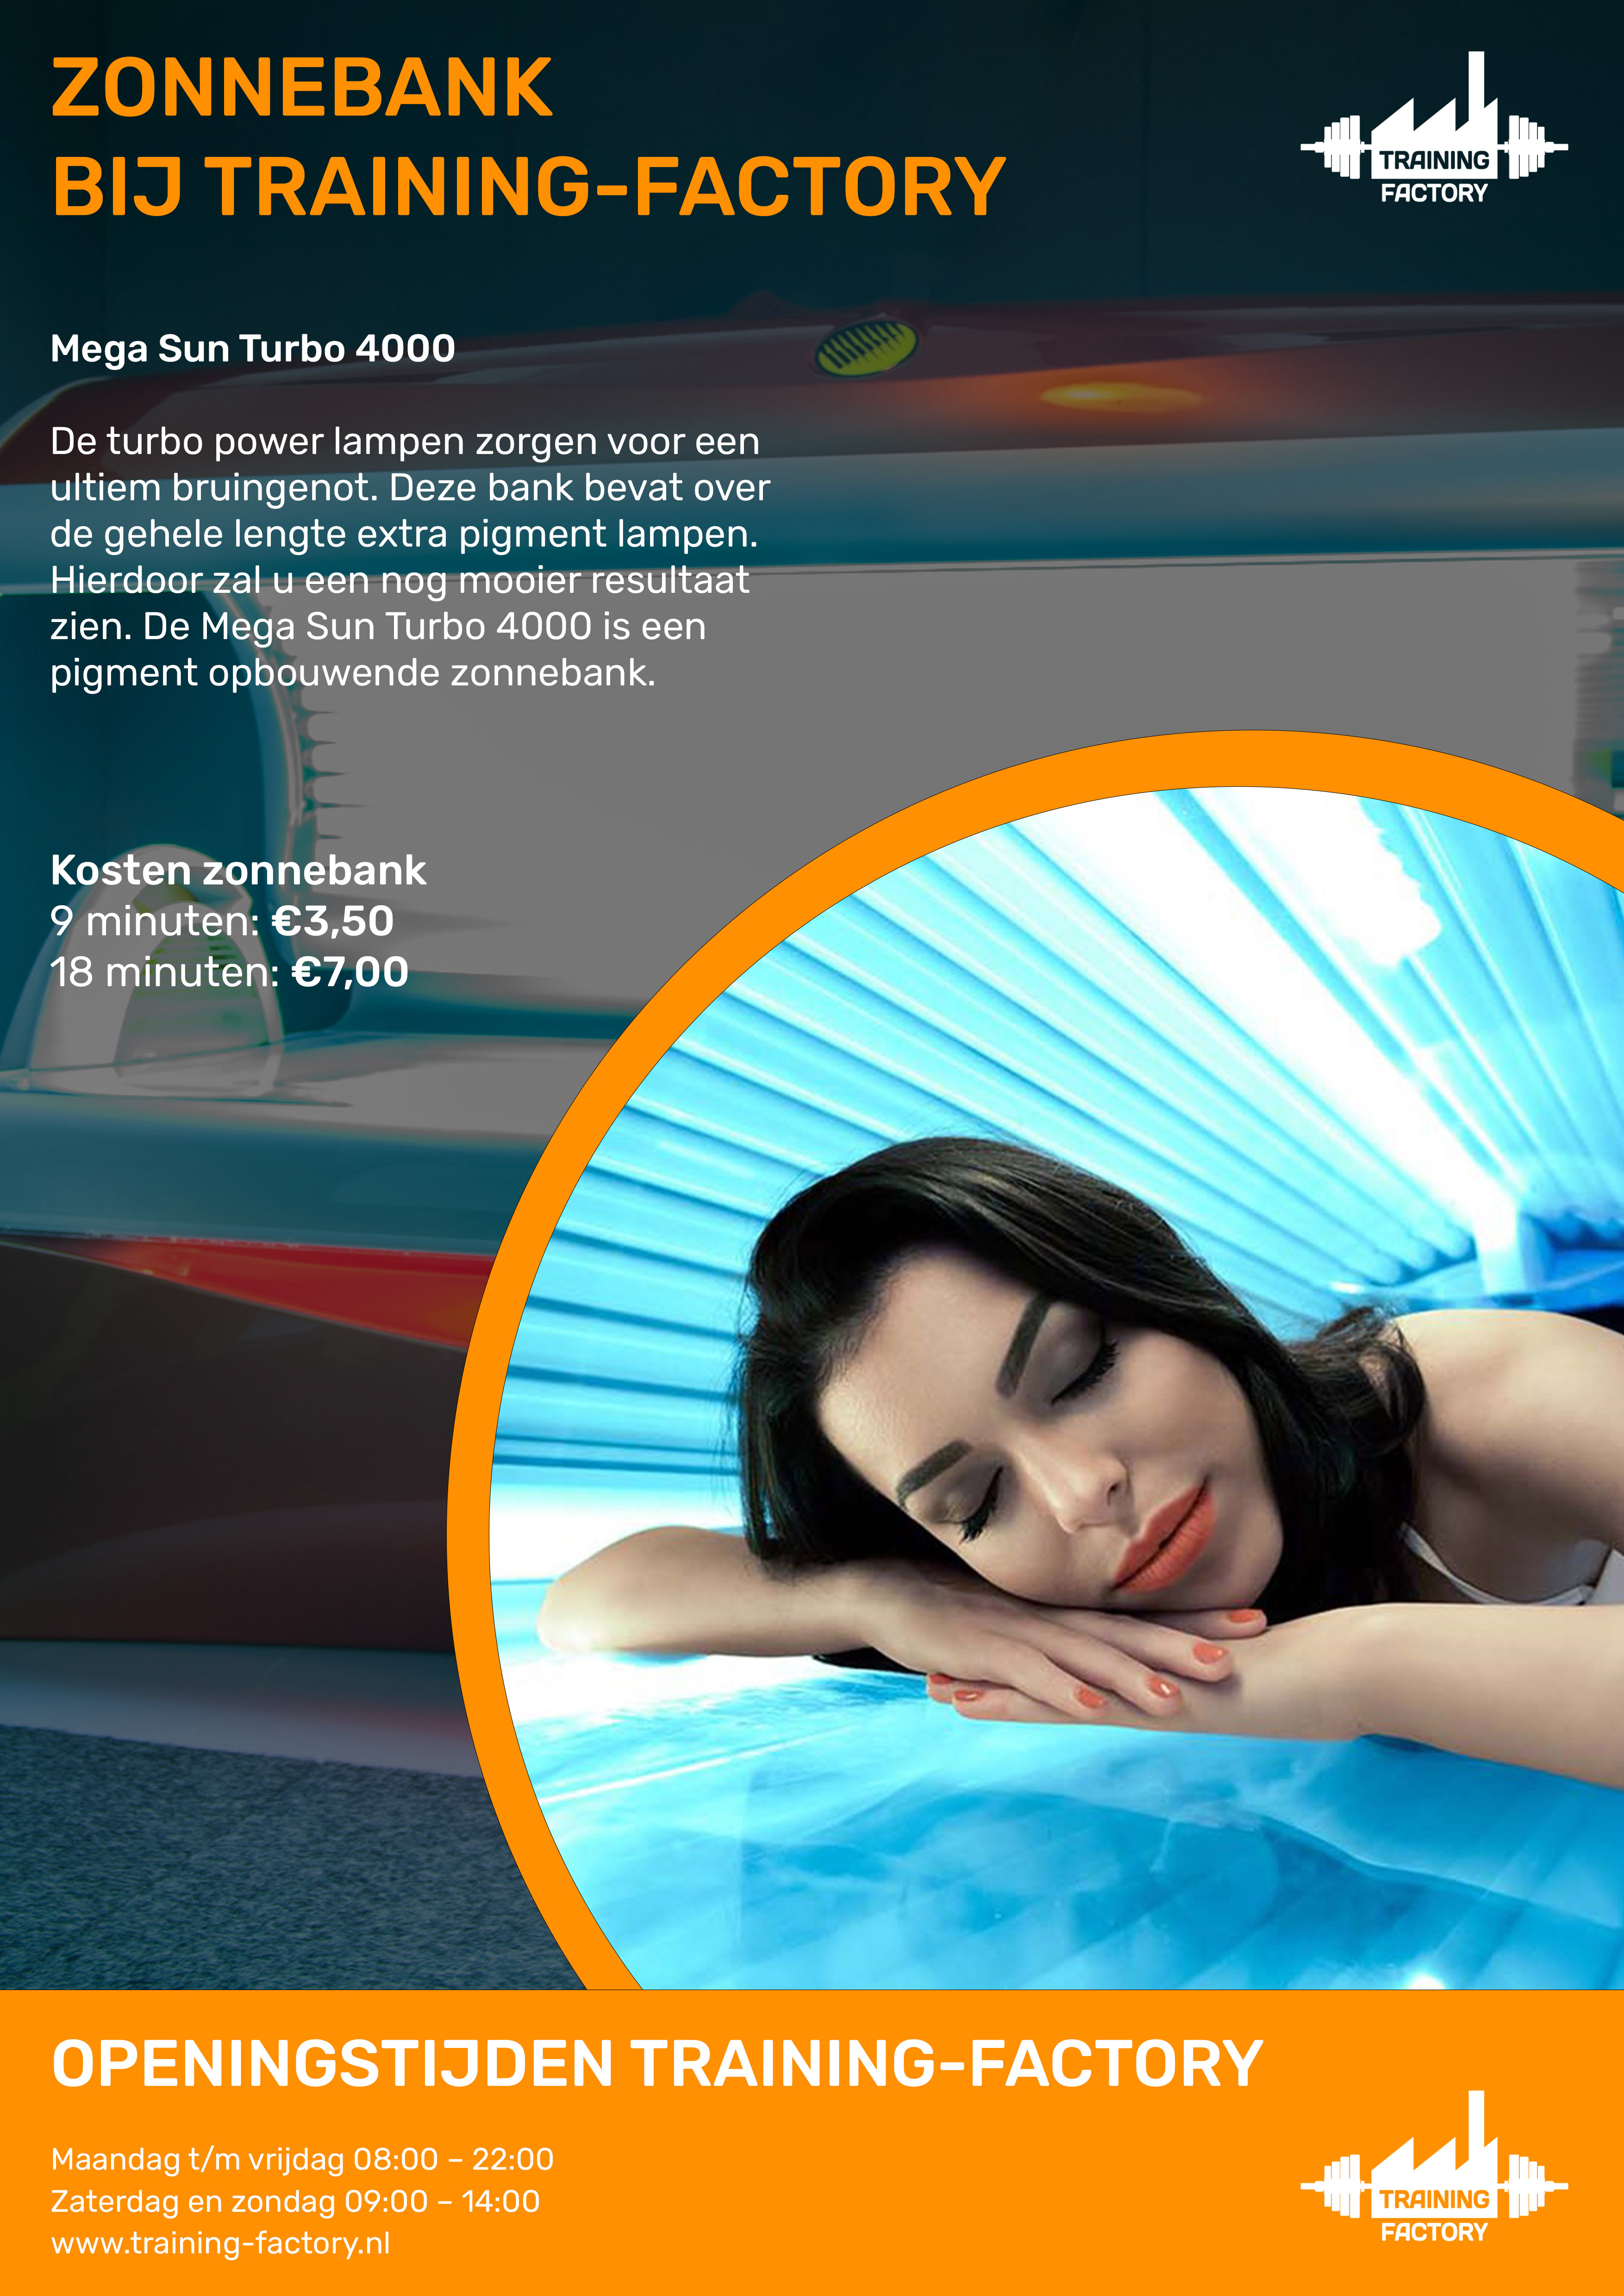 ZONNEBANK
BIJ TRAINING-FACTORY
TRAINING
FACTORY
Mega Sun Turbo 4000
De turbo power lampen zorgen voor een
ultiem bruingenot. Deze bank bevat over
de gehele lengte extra pigment lampen.
Hierdoor zal u een nog mooier resultaat
zien. De Mega Sun Turbo 4000 is een
pigment opbouwende zonnebank.
Kosten zonnebank
9 minuten: €3,50
18 minuten: €7,00
OPENINGSTIJDEN TRAINING-FACTORY
Maandag t/m vrijdag 08:00 – 22:00
Zaterdag en zondag 09:00 – 14:00
www.training-factory.nl
TRAINING
FACTORY